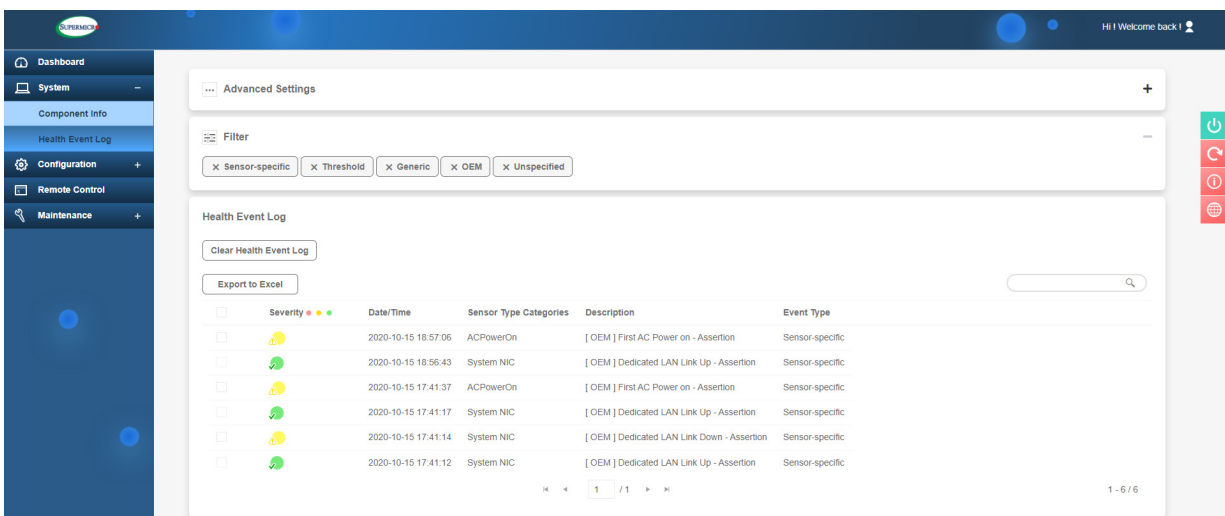 SUPERMICR
Hi ! Welcome back !
Dashboard
System −
Component Info
Health Event Log
Configuration +
Remote Control
Maintenance +
... Advanced Settings +
Filter −
× Sensor-specific × Threshold × Generic × OEM × Unspecified
Health Event Log
Clear Health Event Log
Export to Excel
Severity Date/Time Sensor Type Categories Description Event Type
2020-10-15 18:57:06 ACPowerOn [ OEM ] First AC Power on - Assertion Sensor-specific
2020-10-15 18:56:43 System NIC [ OEM ] Dedicated LAN Link Up - Assertion Sensor-specific
2020-10-15 17:41:37 ACPowerOn [ OEM ] First AC Power on - Assertion Sensor-specific
2020-10-15 17:41:17 System NIC [ OEM ] Dedicated LAN Link Up - Assertion Sensor-specific
2020-10-15 17:41:14 System NIC [ OEM ] Dedicated LAN Link Down - Assertion Sensor-specific
2020-10-15 17:41:12 System NIC [ OEM ] Dedicated LAN Link Up - Assertion Sensor-specific
1 / 1 1 - 6 / 6